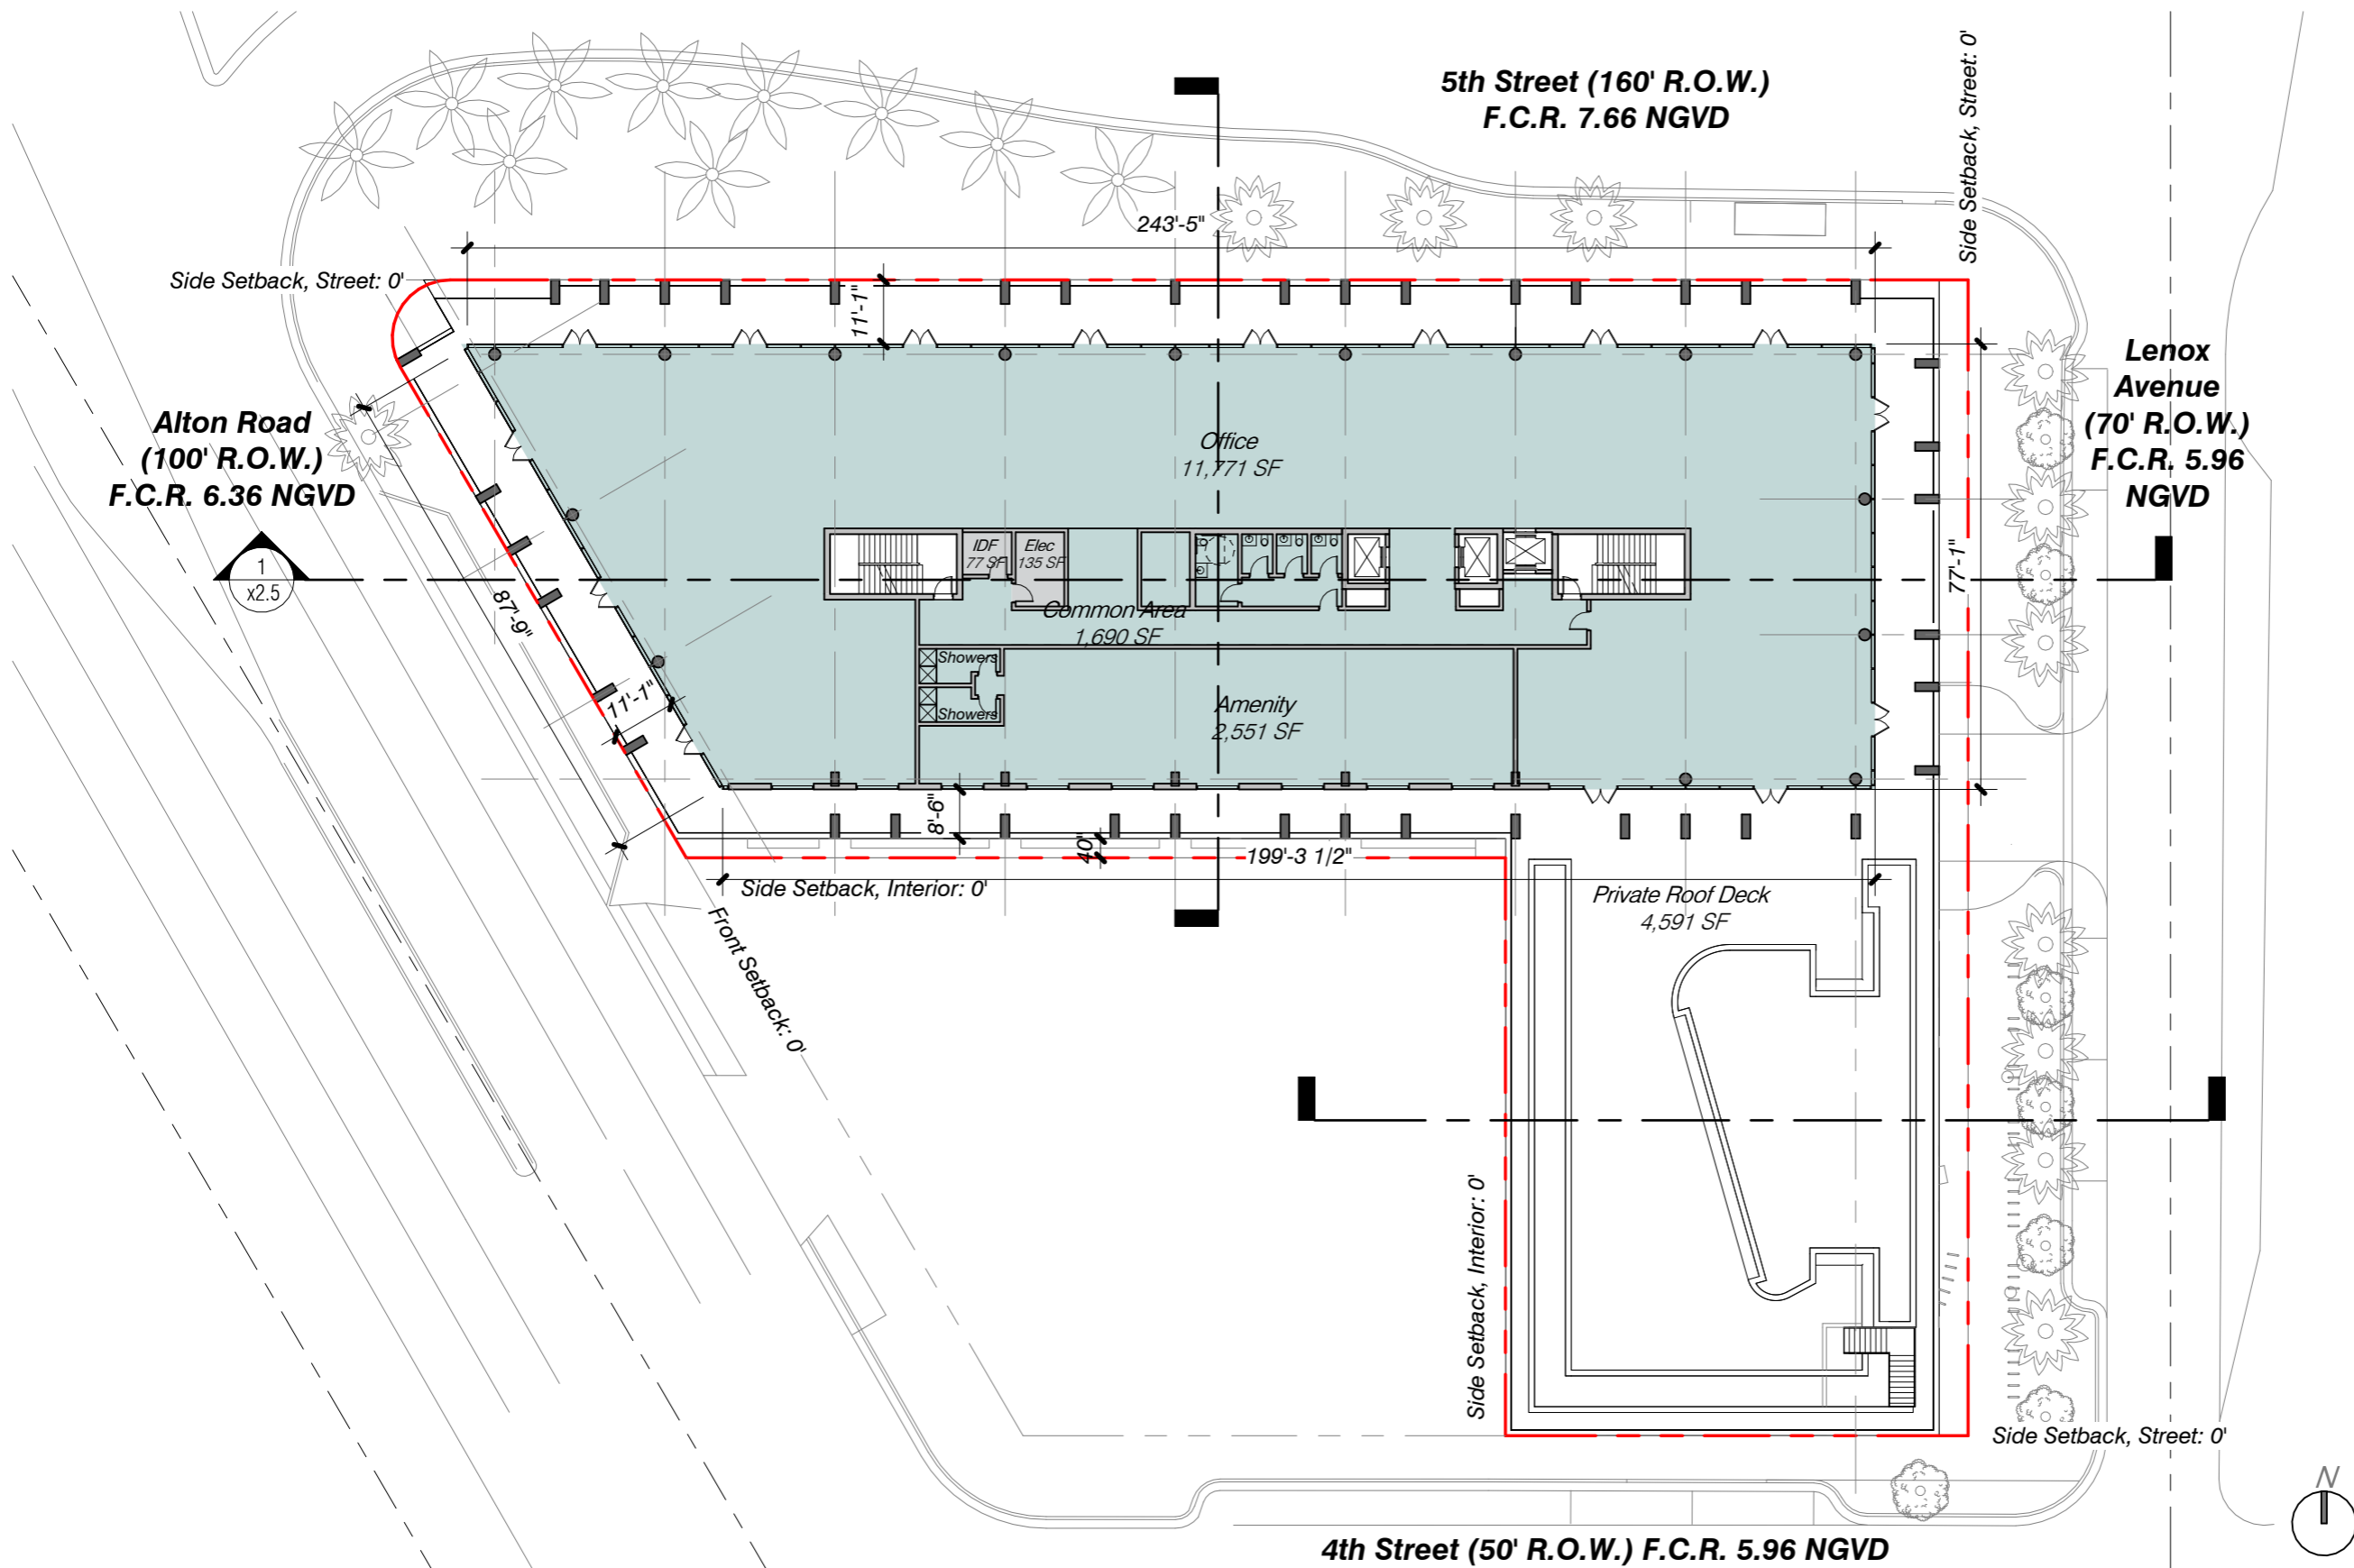 5th Street (160' R.O.W.)
F.C.R. 7.66 NGVD
Side Setback, Street: 0'
243'-5"
Side Setback, Street: 0'
11'-1"
Alton Road
(100' R.O.W.)
F.C.R. 6.36 NGVD
Lenox
Avenue
(70' R.O.W.)
F.C.R. 5.96
NGVD
Office
11,771 SF
1
x2.5
IDF
77 SF
Elec
135 SF
77'-1"
87'-9"
Common Area
1,690 SF
Showers
Showers
11'-1"
Amenity
2,551 SF
8'-6"
40"
199'-3 1/2"
Side Setback, Interior: 0'
Private Roof Deck
4,591 SF
Front Setback: 0'
Side Setback, Interior: 0'
Side Setback, Street: 0'
N
4th Street (50' R.O.W.) F.C.R. 5.96 NGVD